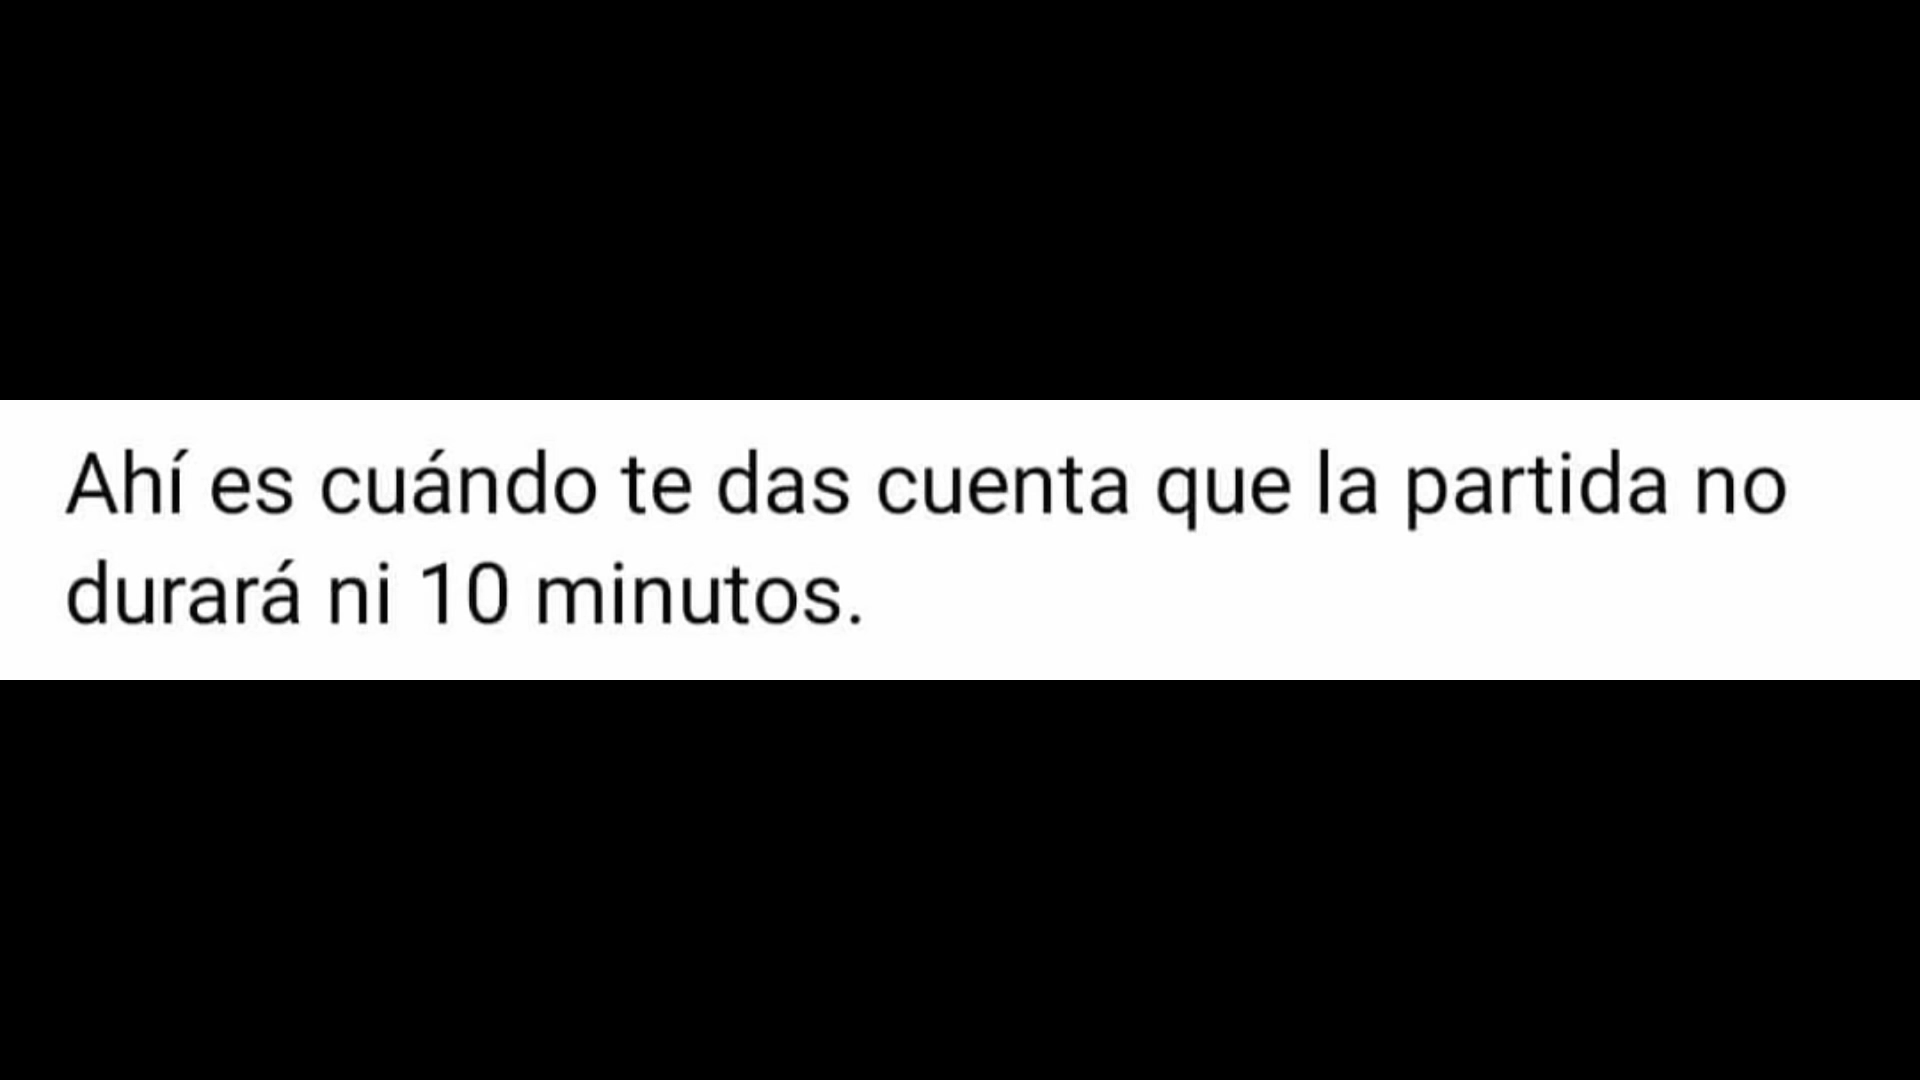 Ahí es cuándo te das cuenta que la partida no
durará ni 10 minutos.